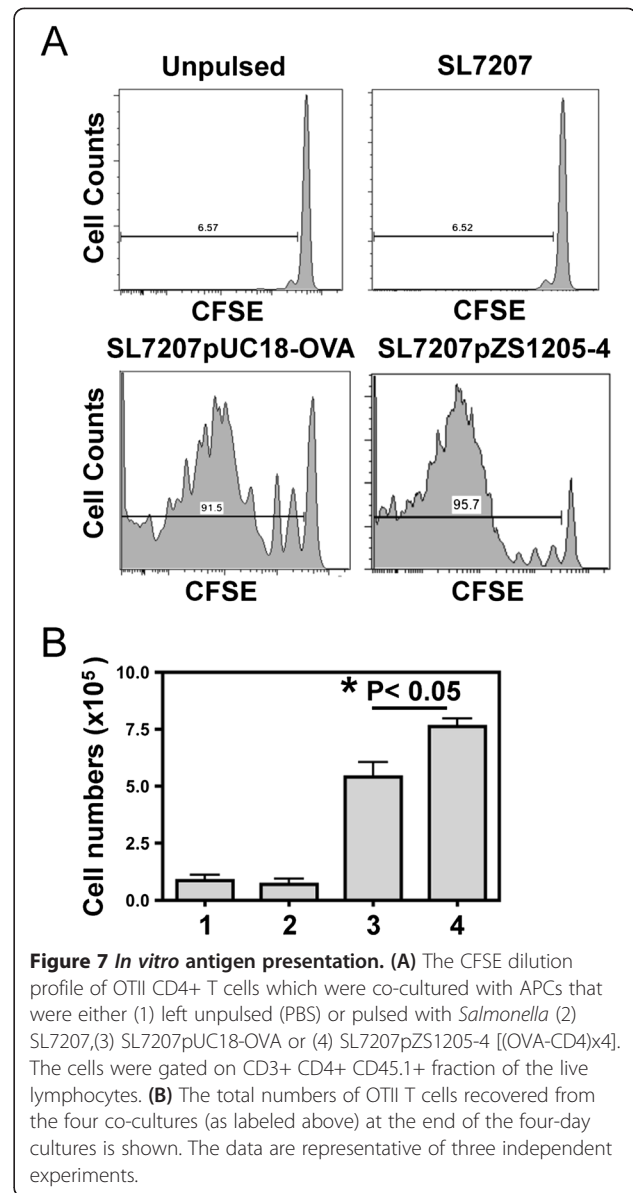 A
Unpulsed
SL7207
Cell Counts
6.57
6.52
CFSE
CFSE
SL7207pUC18-OVA
SL7207pZS1205-4
Cell Counts
91.5
95.7
CFSE
CFSE
B
Cell numbers (x10⁵)
10.0
7.5
5.0
2.5
0.0
* P< 0.05
1 2 3 4
Figure 7 In vitro antigen presentation. (A) The CFSE dilution
profile of OTII CD4+ T cells which were co-cultured with APCs that
were either (1) left unpulsed (PBS) or pulsed with Salmonella (2)
SL7207,(3) SL7207pUC18-OVA or (4) SL7207pZS1205-4 [(OVA-CD4)x4].
The cells were gated on CD3+ CD4+ CD45.1+ fraction of the live
lymphocytes. (B) The total numbers of OTII T cells recovered from
the four co-cultures (as labeled above) at the end of the four-day
cultures is shown. The data are representative of three independent
experiments.